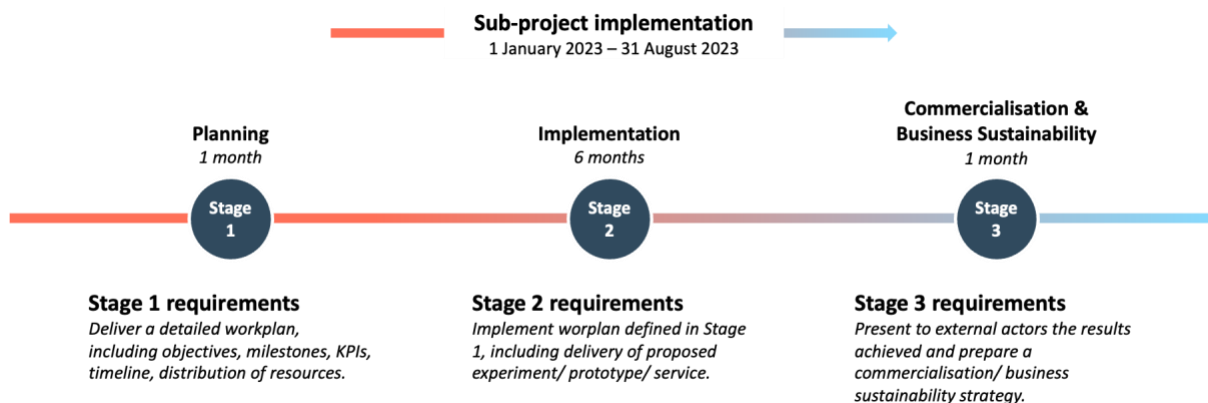 Sub-project implementation
1 January 2023 – 31 August 2023
Planning
1 month
Implementation
6 months
Commercialisation &
Business Sustainability
1 month
Stage
1
Stage
2
Stage
3
Stage 1 requirements
Deliver a detailed workplan,
including objectives, milestones, KPIs,
timeline, distribution of resources.
Stage 2 requirements
Implement worplan defined in Stage
1, including delivery of proposed
experiment/ prototype/ service.
Stage 3 requirements
Present to external actors the results
achieved and prepare a
commercialisation/ business
sustainability strategy.